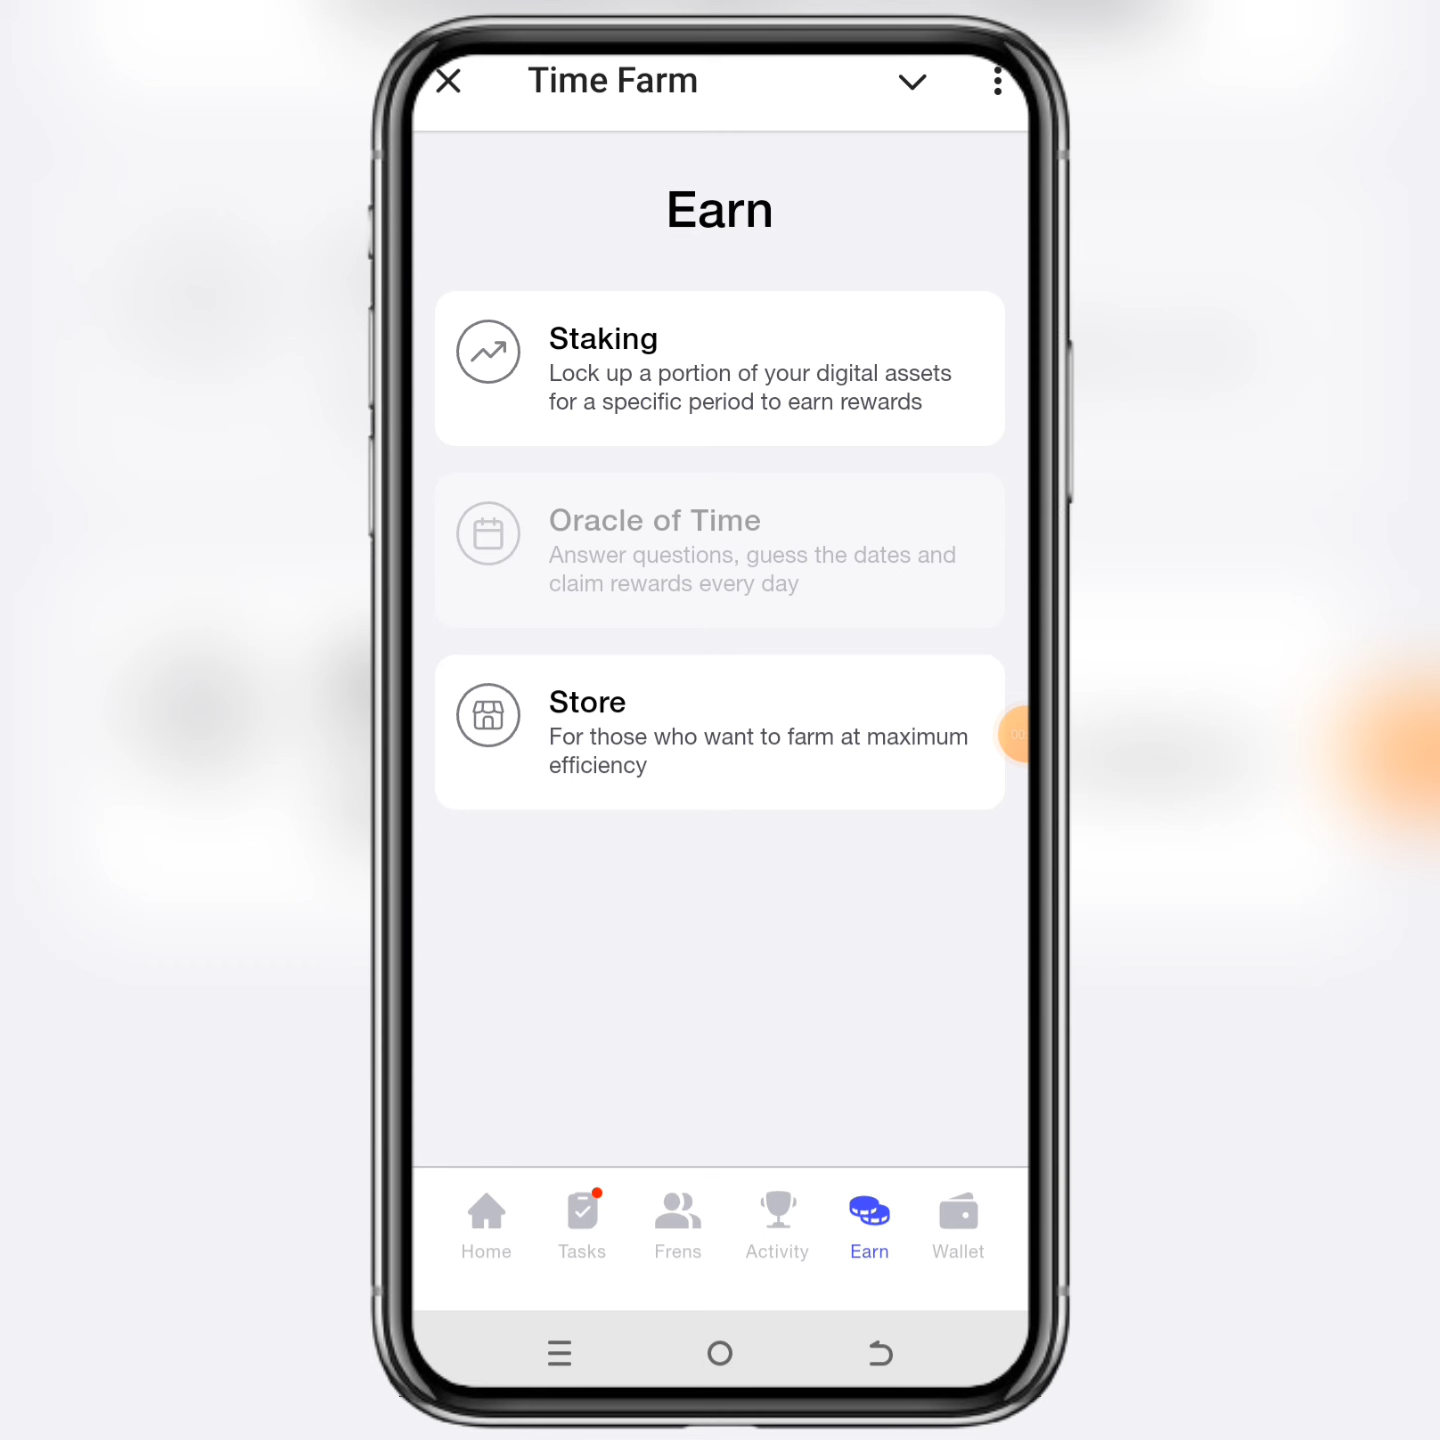 Time Farm
Earn
Staking
Lock up a portion of your digital assets
for a specific period to earn rewards
Oracle of Time
Answer questions, guess the dates and
claim rewards every day
Store
For those who want to farm at maximum
efficiency
Home
Tasks
Frens
Activity
Earn
Wallet